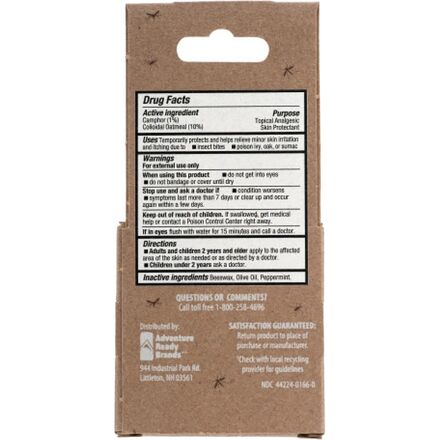 Drug Facts
Active ingredient Purpose
Camphor (1%) Topical Analgesic
Colloidal Oatmeal (10%) Skin Protectant
Uses Temporarily protects and helps relieve minor skin irritation
and itching due to ■ insect bites ■ poison ivy, oak, or sumac
Warnings
For external use only
When using this product ■ do not get into eyes
■ do not bandage or cover until dry
Stop use and ask a doctor if ■ condition worsens
■ symptoms last more than 7 days or clear up and occur
again within a few days.
Keep out of reach of children. If swallowed, get medical
help or contact a Poison Control Center right away.
If in eyes flush with water for 15 minutes and call a doctor.
Directions
■ Adults and children 2 years and older apply to the affected
area of the skin as needed or as directed by a doctor.
■ Children under 2 years ask a doctor.
Inactive ingredients Beeswax, Olive Oil, Peppermint.
QUESTIONS OR COMMENTS?
Call toll free 1-800-258-4696
Distributed by:
Adventure
Ready
Brands™
944 Industrial Park Rd.
Littleton, NH 03561
SATISFACTION GUARANTEED:
Return product to place of
purchase or manufacturer.
*Check with local recycling
provider for guidelines
NDC 44224-0166-0